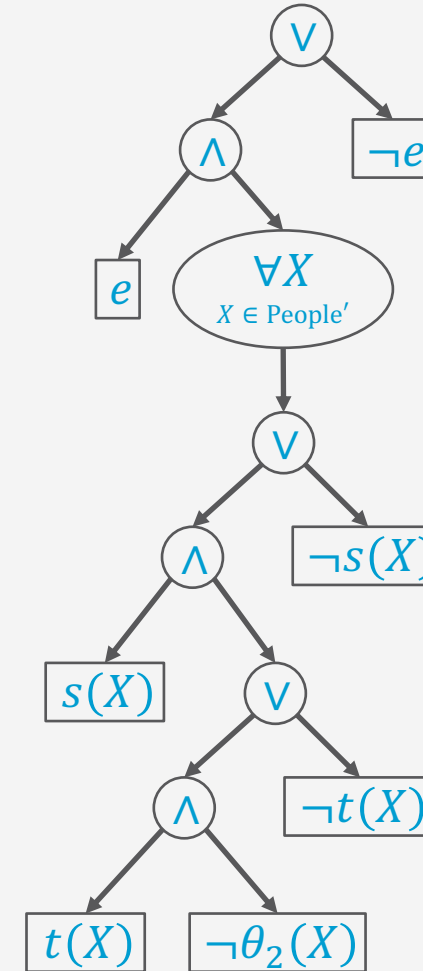 ∨
∧
¬e
e
∀X
X ∈ People′
∨
∧
¬s(X)
s(X)
∨
∧
¬t(X)
t(X)
¬θ₂(X)